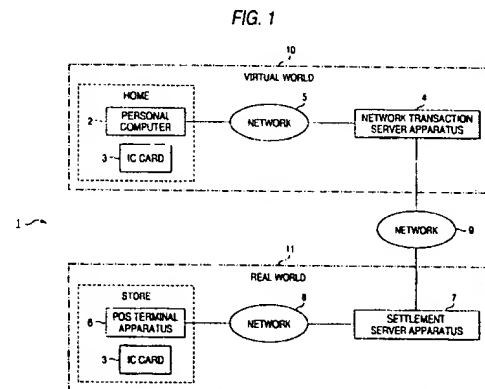 FIG. 1
10
VIRTUAL WORLD
HOME
2
PERSONAL
COMPUTER
3
IC CARD
5
NETWORK
4
NETWORK TRANSACTION
SERVER APPARATUS
1
NETWORK
9
11
REAL WORLD
STORE
6
POS TERMINAL
APPARATUS
3
IC CARD
8
NETWORK
7
SETTLEMENT
SERVER APPARATUS